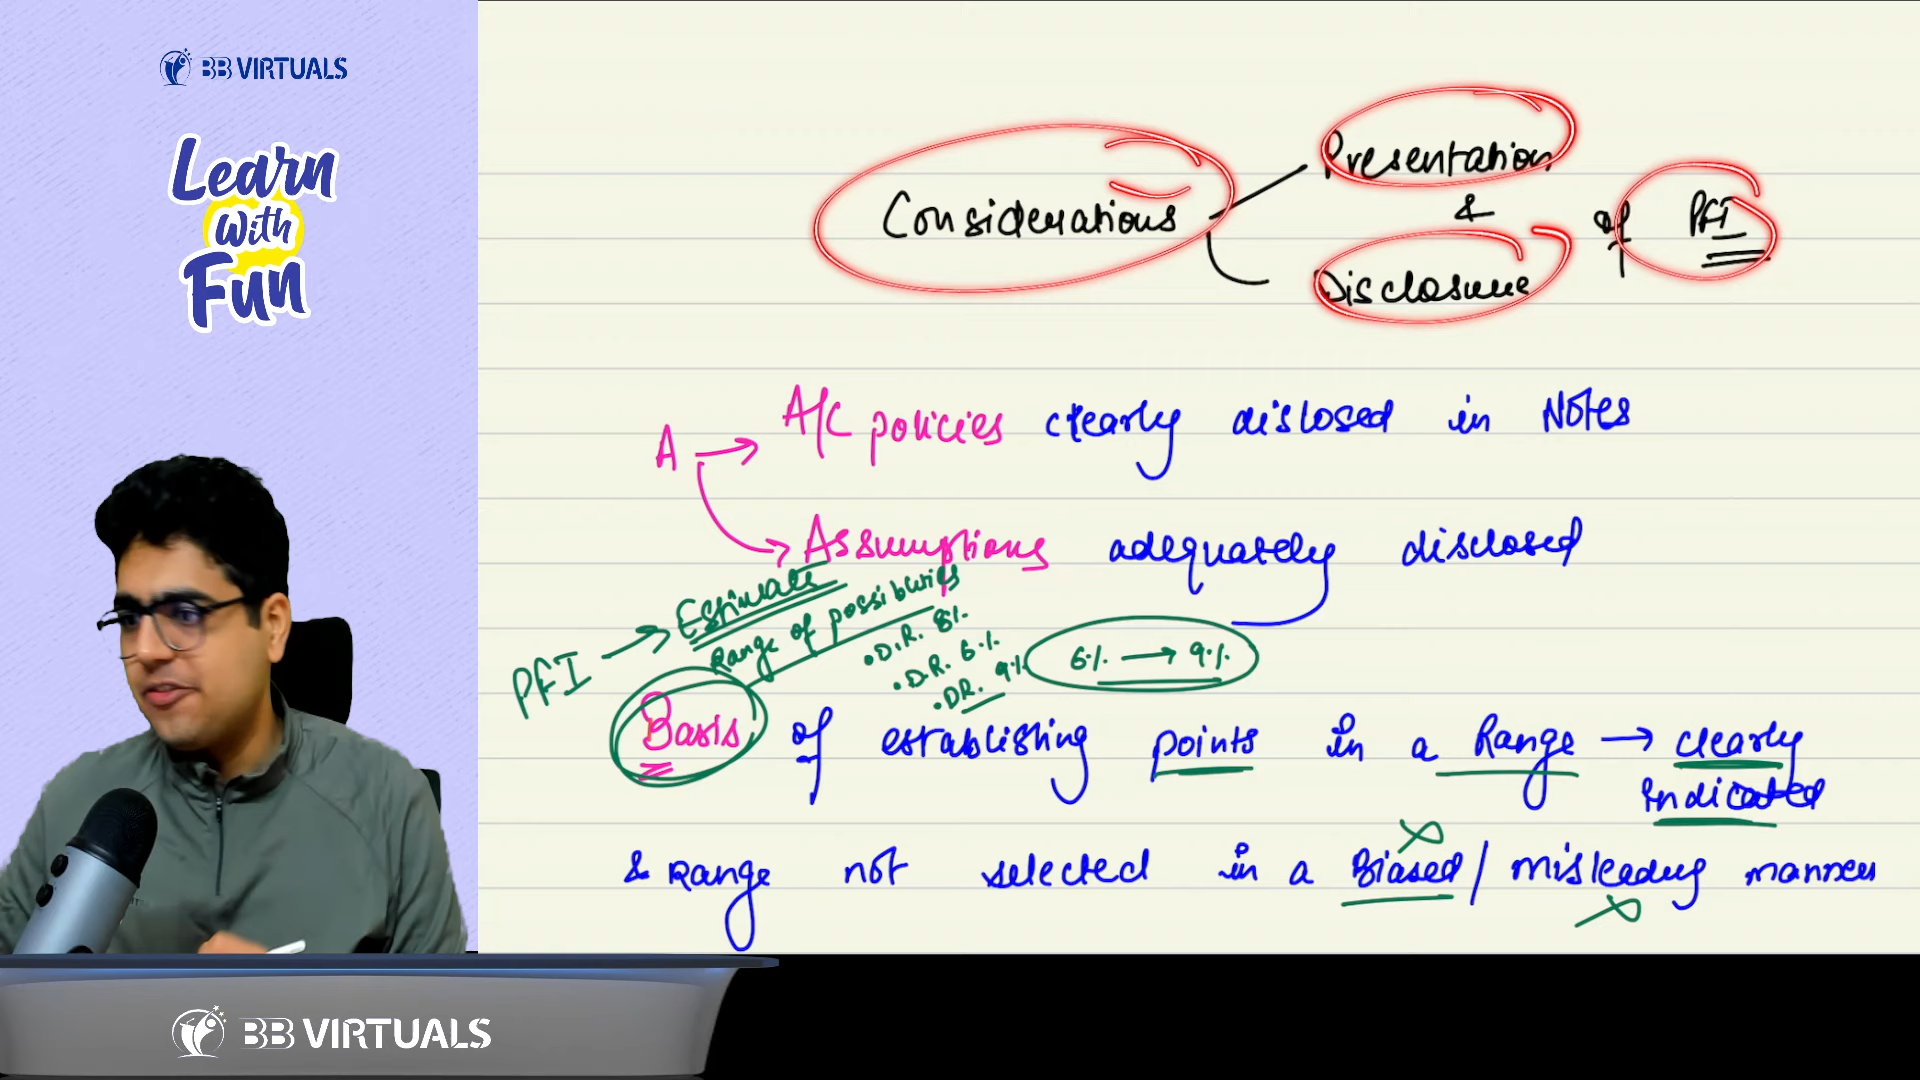 BB VIRTUALS
Learn
With
Fun
Considerations
Presentation
&
Disclosure
of PFI
A → A/C policies clearly dislosed in Notes
→ Assumptions adequately disclosed
PFI → Estimate
Range of possibilities
• D.R. 8%
• D.R. 6%
• DR. 9%
6% → 9%
Basis of establishing points in a Range → clearly
indicated
& Range not selected in a Biased / misleading manner
BB VIRTUALS